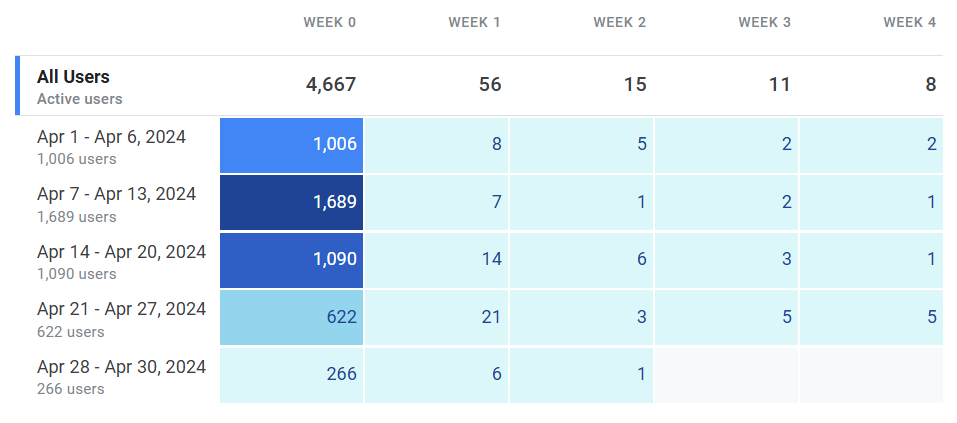 WEEK 0 WEEK 1 WEEK 2 WEEK 3 WEEK 4
All Users 4,667 56 15 11 8
Active users
Apr 1 - Apr 6, 2024 1,006 8 5 2 2
1,006 users
Apr 7 - Apr 13, 2024 1,689 7 1 2 1
1,689 users
Apr 14 - Apr 20, 2024 1,090 14 6 3 1
1,090 users
Apr 21 - Apr 27, 2024 622 21 3 5 5
622 users
Apr 28 - Apr 30, 2024 266 6 1
266 users